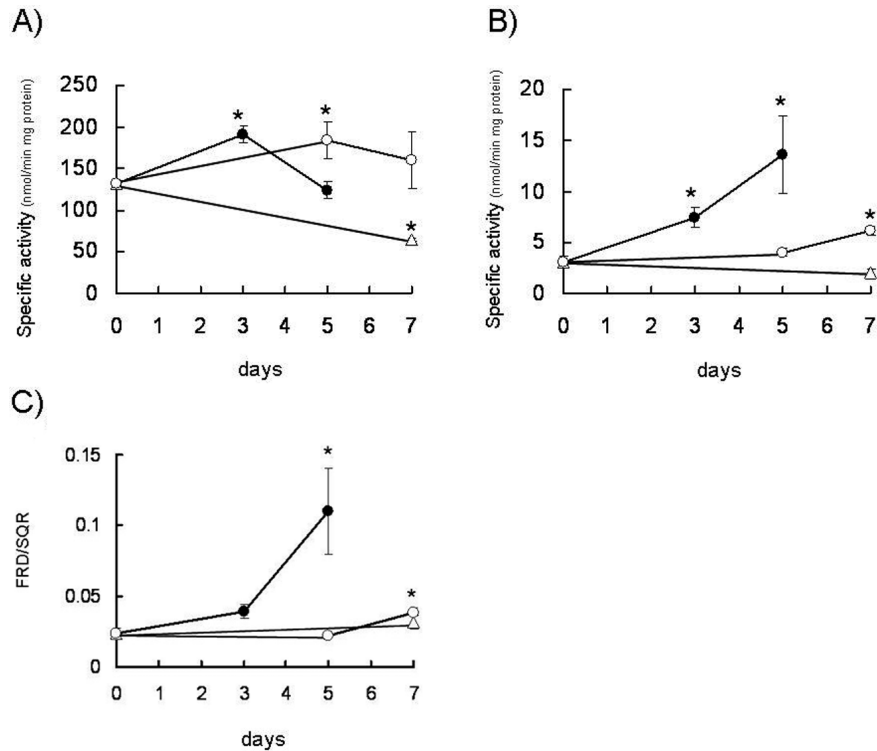 A)
Specific activity (nmol/min mg protein)
250
200
150
100
50
0
* * *
0 1 2 3 4 5 6 7
days
B)
Specific activity (nmol/min mg protein)
20
15
10
5
0
* * *
0 1 2 3 4 5 6 7
days
C)
FRD/SQR
0.15
0.1
0.05
0
* *
0 1 2 3 4 5 6 7
days